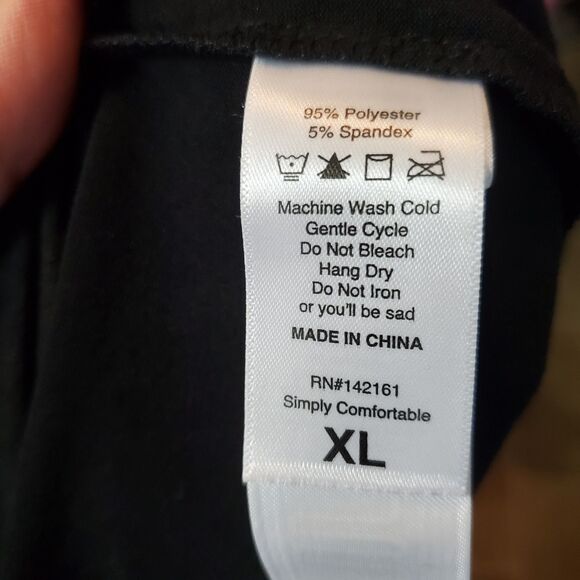 95% Polyester
5% Spandex
Machine Wash Cold
Gentle Cycle
Do Not Bleach
Hang Dry
Do Not Iron
or you'll be sad
MADE IN CHINA
RN#142161
Simply Comfortable
XL